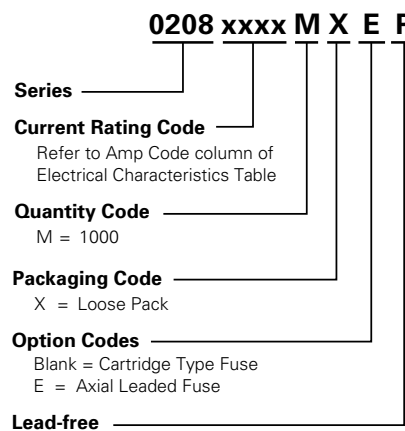 0208 xxxx M X E P
Series
Current Rating Code
Refer to Amp Code column of
Electrical Characteristics Table
Quantity Code
M = 1000
Packaging Code
X = Loose Pack
Option Codes
Blank = Cartridge Type Fuse
E = Axial Leaded Fuse
Lead-free